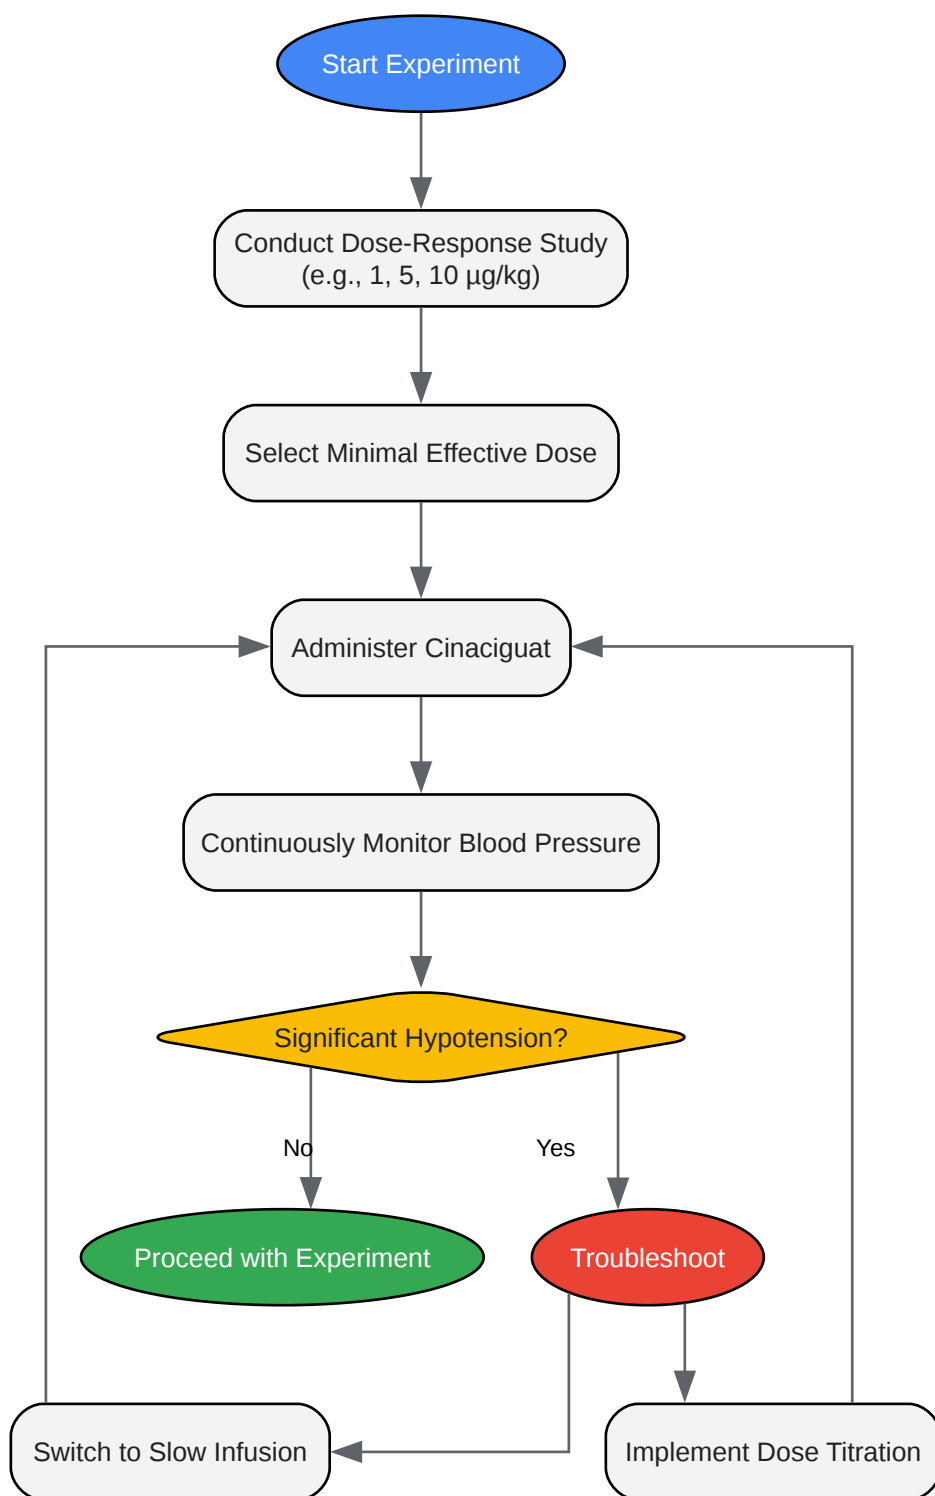 Start Experiment
Conduct Dose-Response Study
(e.g., 1, 5, 10 µg/kg)
Select Minimal Effective Dose
Administer Cinaciguat
Continuously Monitor Blood Pressure
Significant Hypotension?
No
Yes
Proceed with Experiment
Troubleshoot
Switch to Slow Infusion
Implement Dose Titration